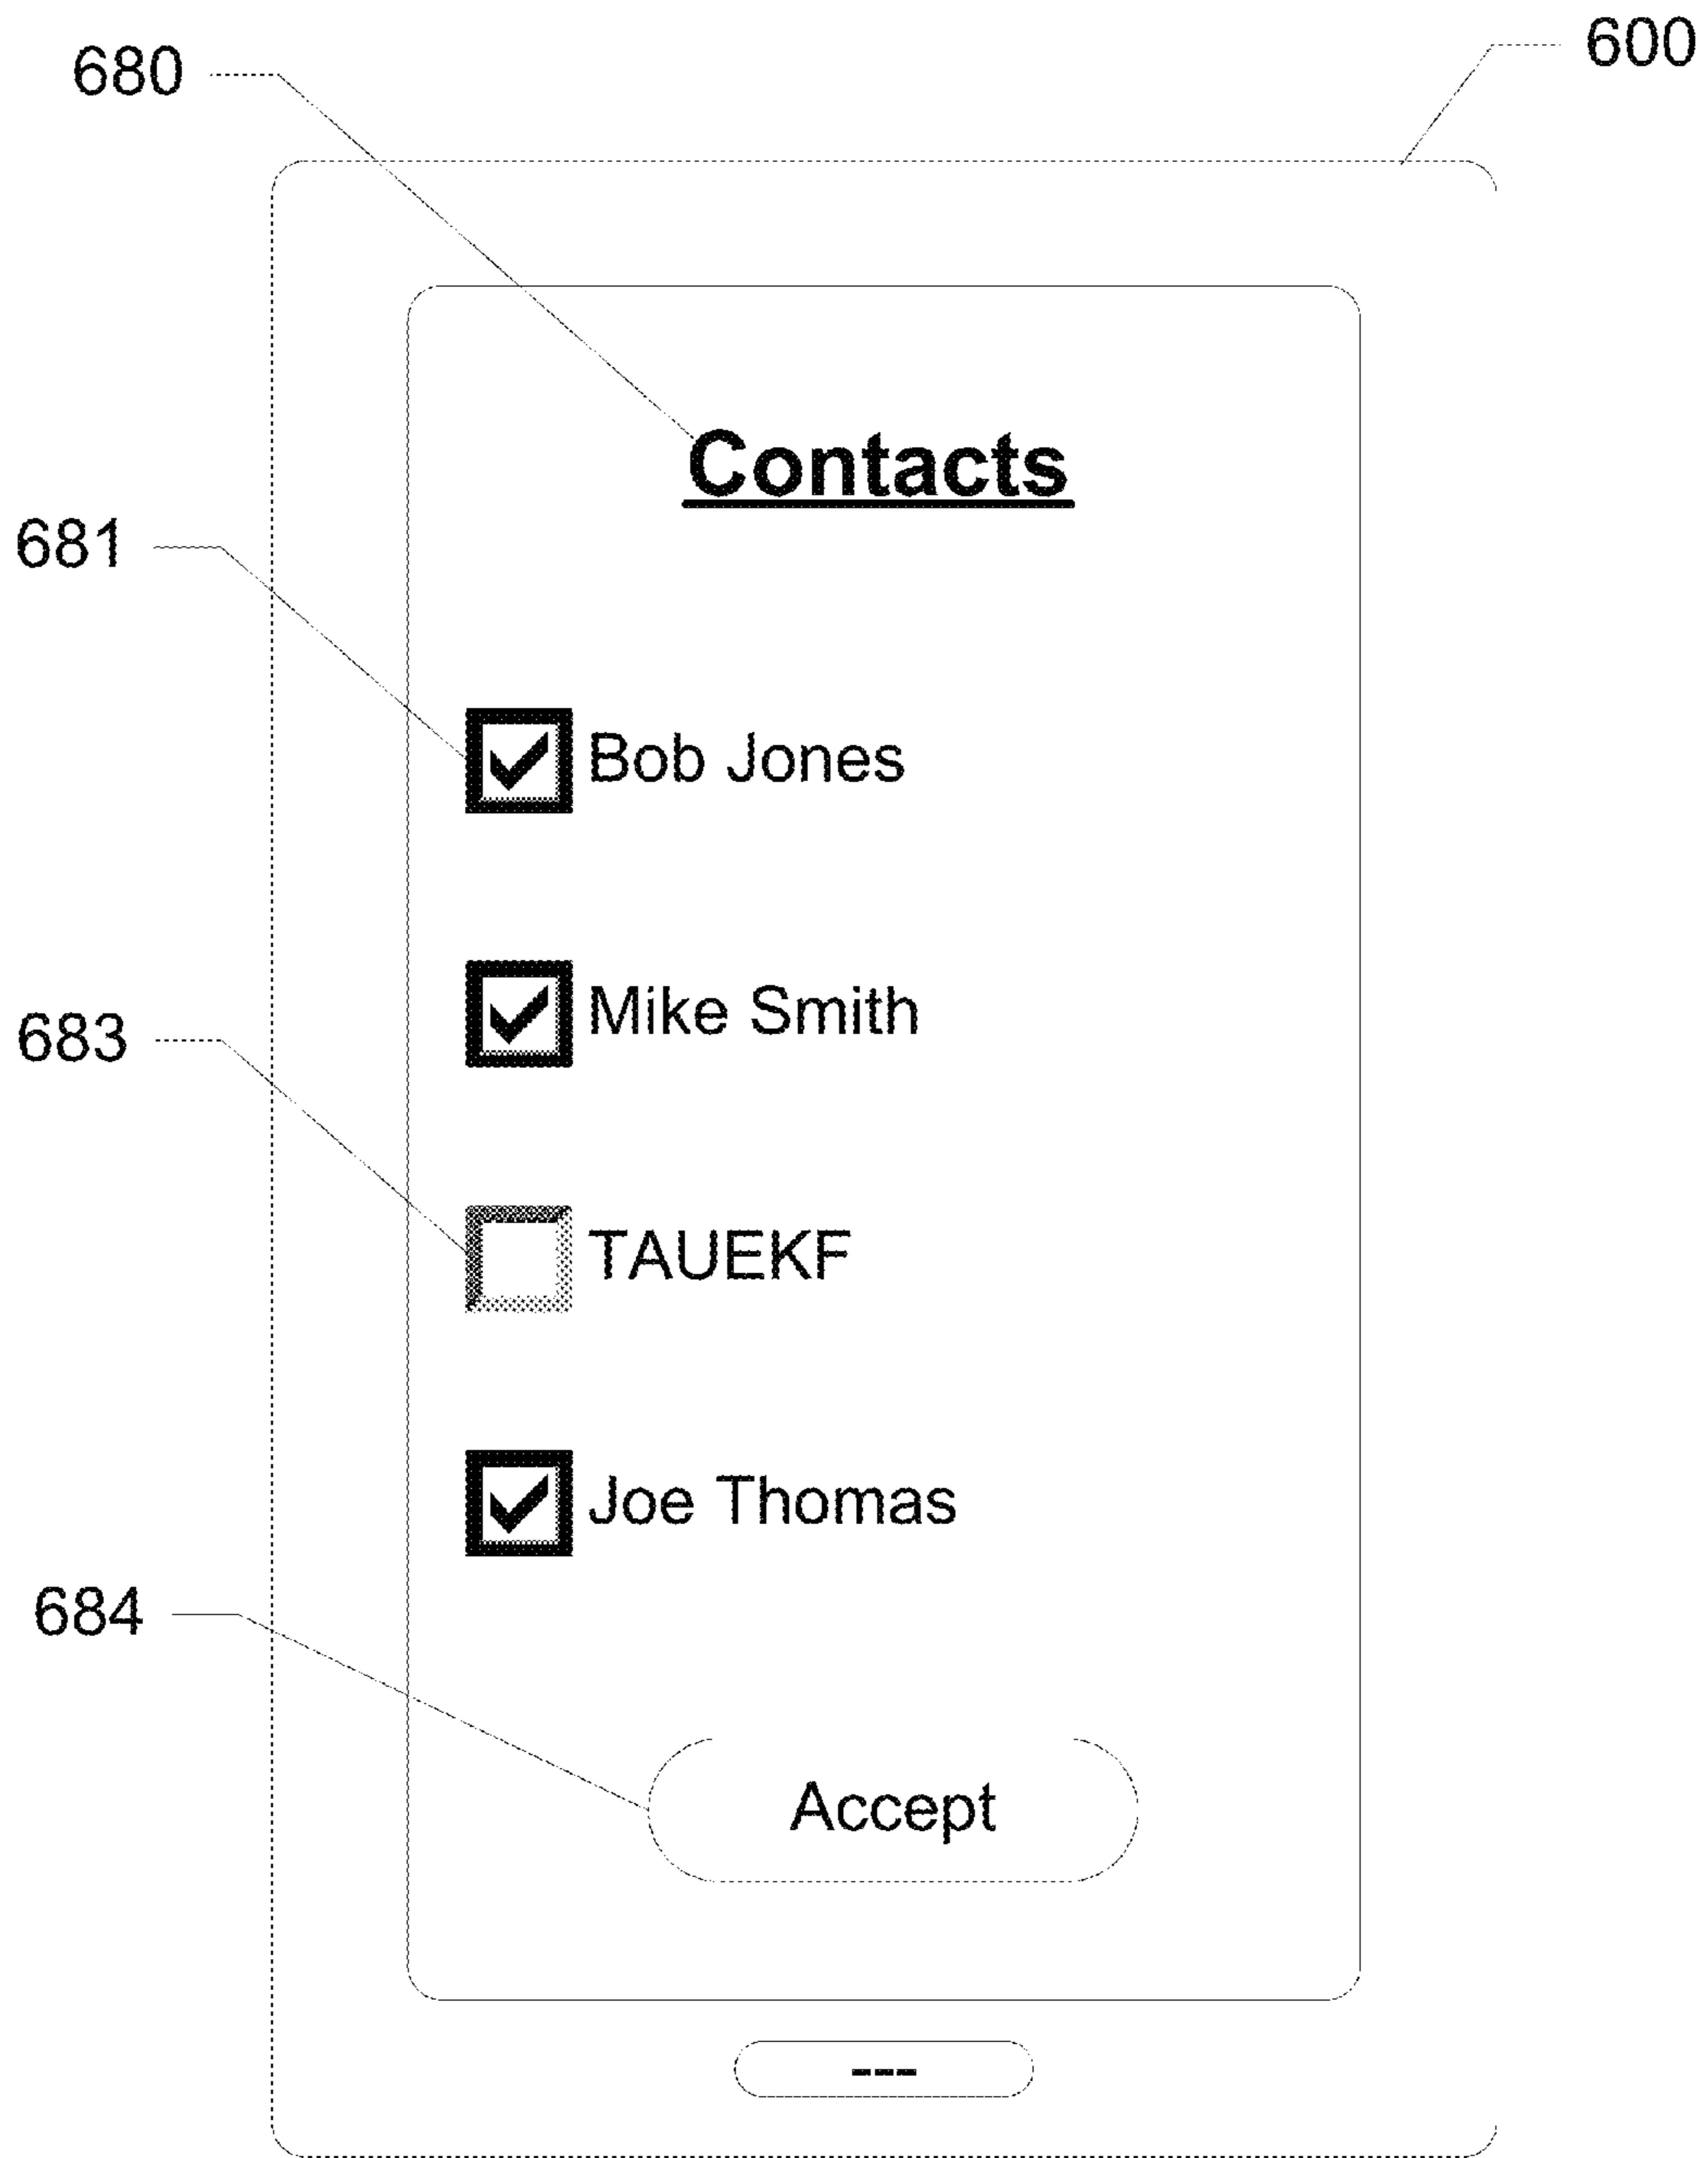 600
680
Contacts
681
Bob Jones
Mike Smith
683
TAUEKF
Joe Thomas
684
Accept
---